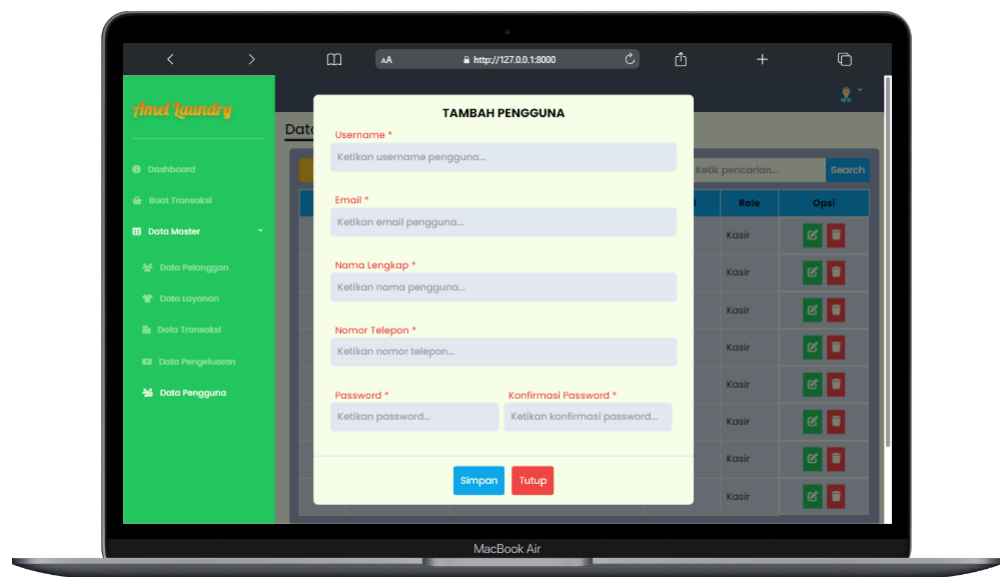 AA
http://127.0.0.1:8000
Amel Laundry
Dashboard
Buat Transaksi
Data Master
Data Pelanggan
Data Layanan
Data Transaksi
Data Pengeluaran
Data Pengguna
TAMBAH PENGGUNA
Username *
Ketikan username pengguna...
Email *
Ketikan email pengguna...
Nama Lengkap *
Ketikan nama pengguna...
Nomor Telepon *
Ketikan nomor telepon...
Password * Konfirmasi Password *
Ketikan password... Ketikan konfirmasi password...
Simpan Tutup
Ketik pencarian... Search
Role Opsi
Kasir
Kasir
Kasir
Kasir
Kasir
Kasir
Kasir
Kasir
MacBook Air